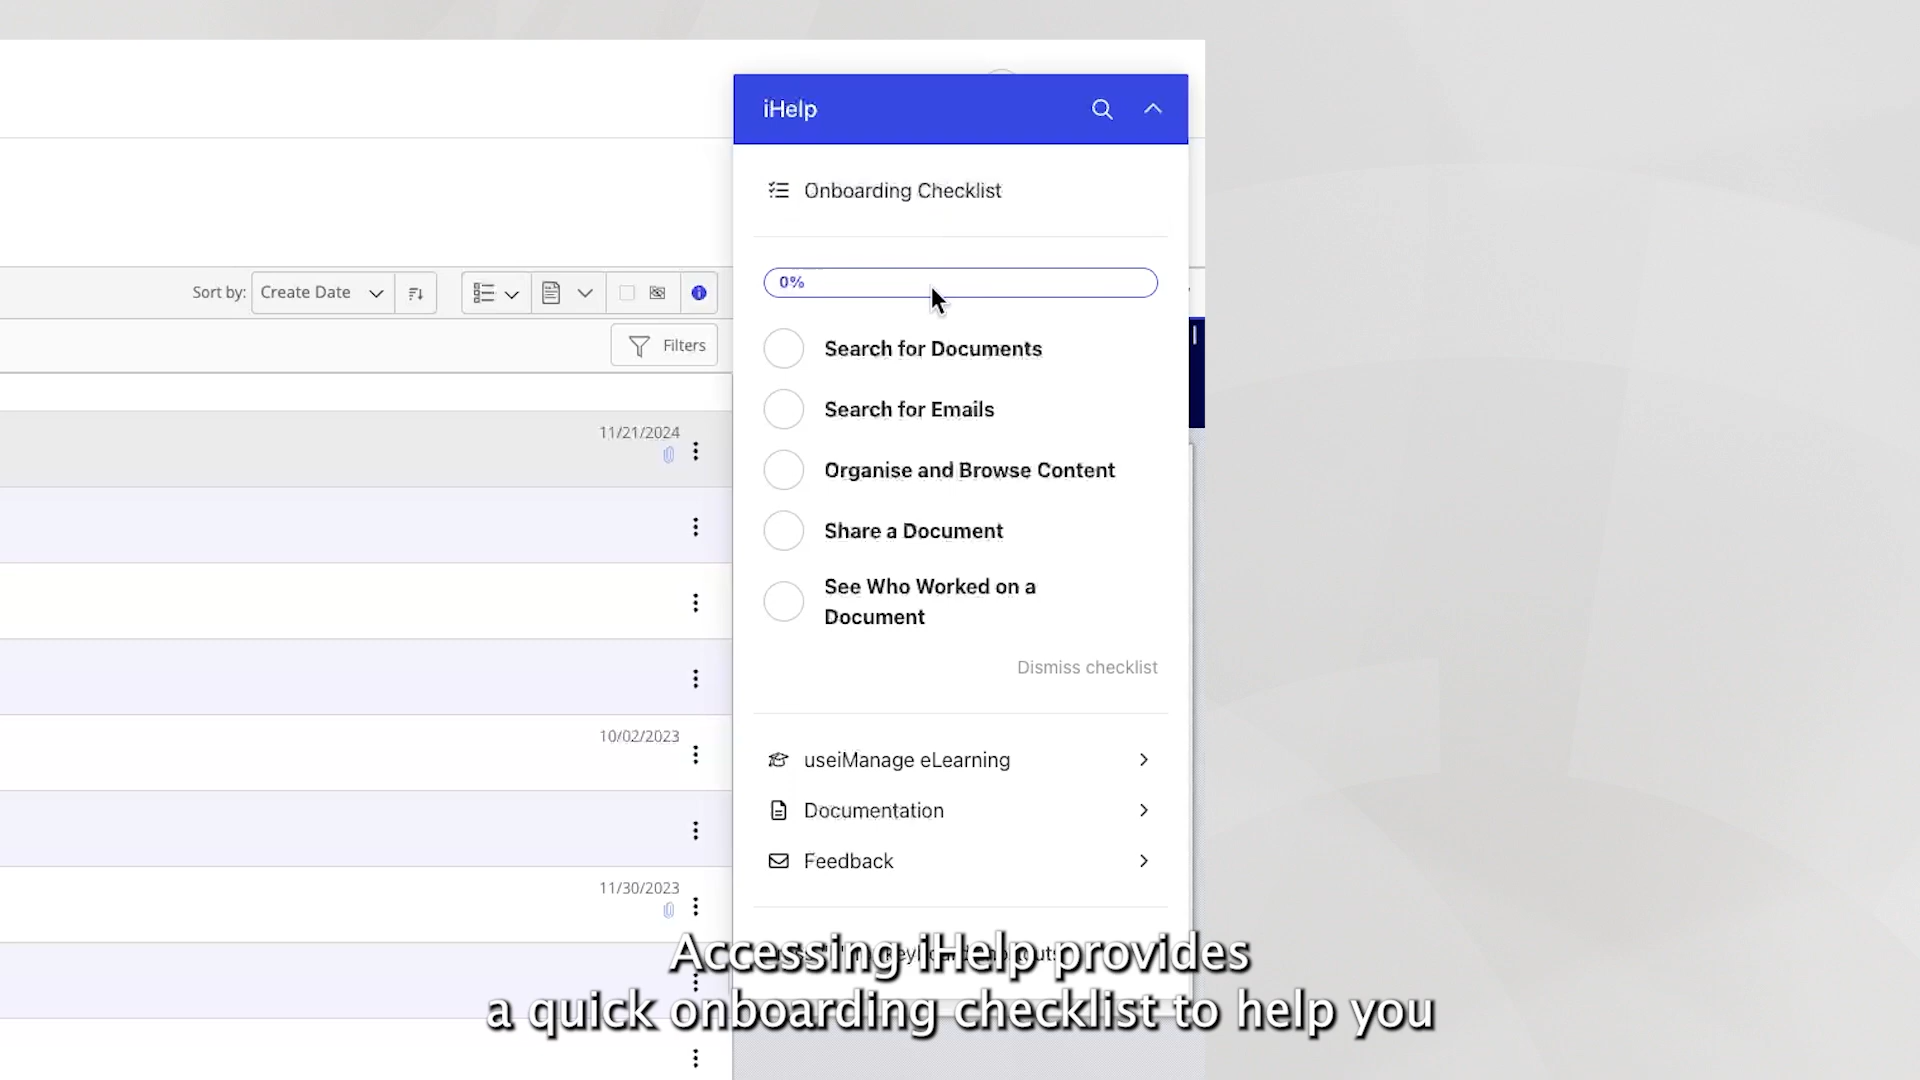 iHelp
Onboarding Checklist
0%
Sort by: Create Date
Filters
Search for Documents
Search for Emails
11/21/2024
Organise and Browse Content
Share a Document
See Who Worked on a
Document
Dismiss checklist
10/02/2023
useiManage eLearning
Documentation
Feedback
11/30/2023
Accessing iHelp provides
a quick onboarding checklist to help you